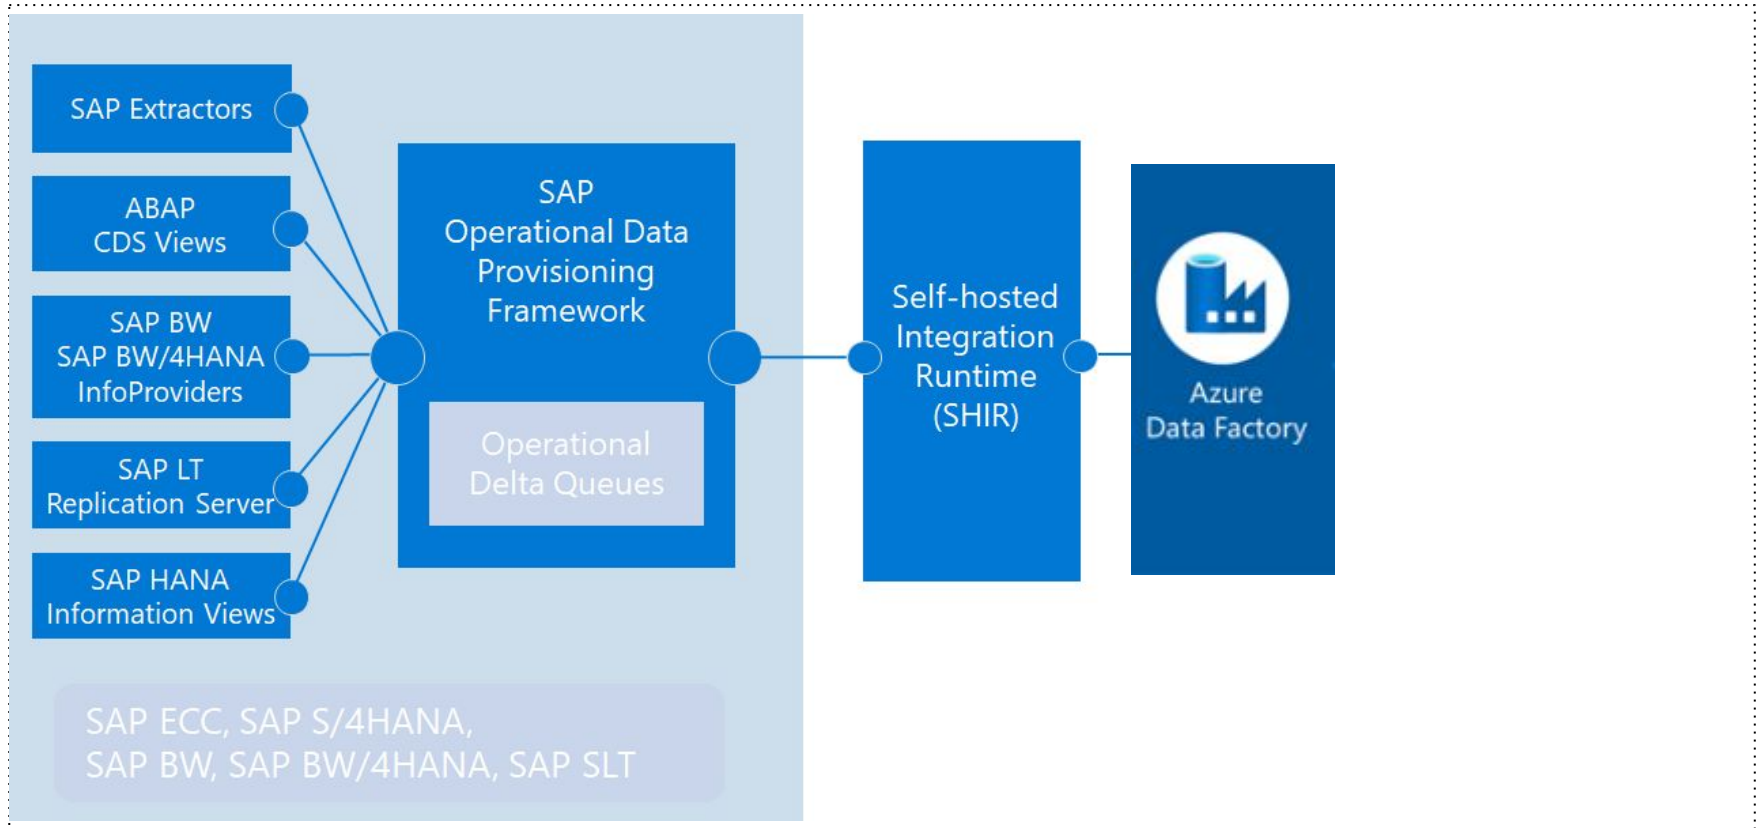 SAP Extractors
ABAP
CDS Views
SAP BW
SAP BW/4HANA
InfoProviders
SAP LT
Replication Server
SAP HANA
Information Views
SAP
Operational Data
Provisioning
Framework
Operational
Delta Queues
SAP ECC, SAP S/4HANA,
SAP BW, SAP BW/4HANA, SAP SLT
Self-hosted
Integration
Runtime
(SHIR)
Azure
Data Factory